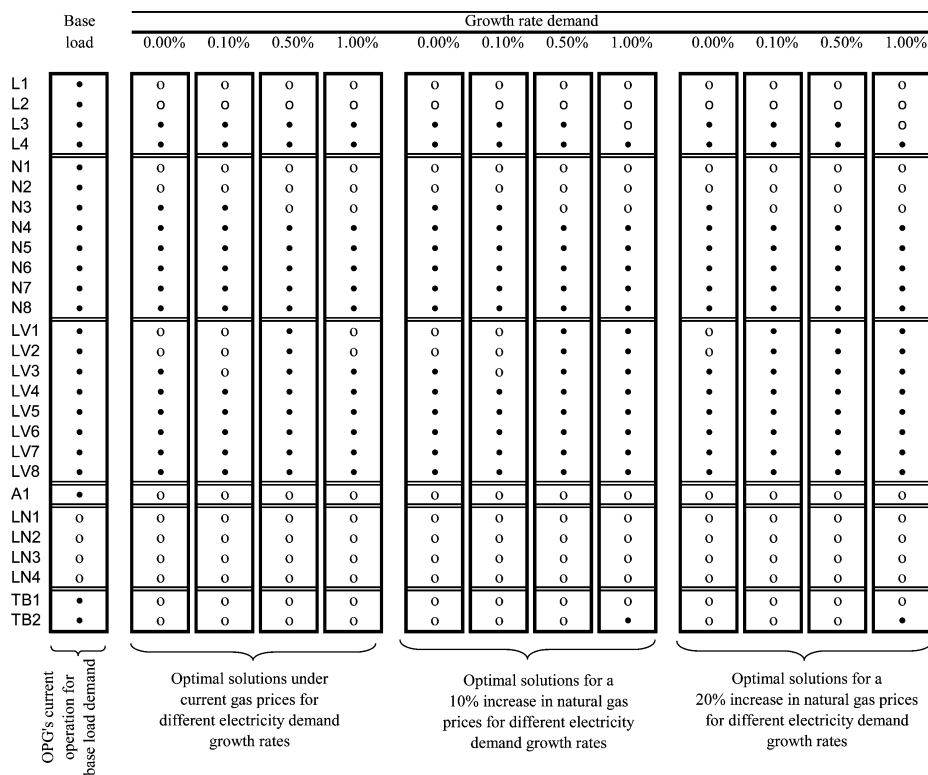 Base Growth rate demand
load 0.00% 0.10% 0.50% 1.00% 0.00% 0.10% 0.50% 1.00% 0.00% 0.10% 0.50% 1.00%
L1 • o o o o o o o o o o o o
L2 • o o o o o o o o o o o o
L3 • • • • • • • • o • • • o
L4 • • • • • • • • • • • • •
N1 • o o o o o o o o o o o o
N2 • o o o o o o o o o o o o
N3 • • • o o • • o o • o o o
N4 • • • • • • • • • • • • •
N5 • • • • • • • • • • • • •
N6 • • • • • • • • • • • • •
N7 • • • • • • • • • • • • •
N8 • • • • • • • • • • • • •
LV1 • o o • o o o • • o • • •
LV2 • o o • o o o • • o • • •
LV3 • • o • • • o • • • • • •
LV4 • • • • • • • • • • • • •
LV5 • • • • • • • • • • • • •
LV6 • • • • • • • • • • • • •
LV7 • • • • • • • • • • • • •
LV8 • • • • • • • • • • • • •
A1 • o o o o o o o o o o o o
LN1 o o o o o o o o o o o o o
LN2 o o o o o o o o o o o o o
LN3 o o o o o o o o o o o o o
LN4 o o o o o o o o o o o o o
TB1 • o o o o o o o o o o o o
TB2 • o o o o o o o • o o o •
OPG's current
operation for
base load demand
Optimal solutions under
current gas prices for
different electricity demand
growth rates
Optimal solutions for a
10% increase in natural gas
prices for different electricity
demand growth rates
Optimal solutions for a
20% increase in natural gas prices
for different electricity demand
growth rates